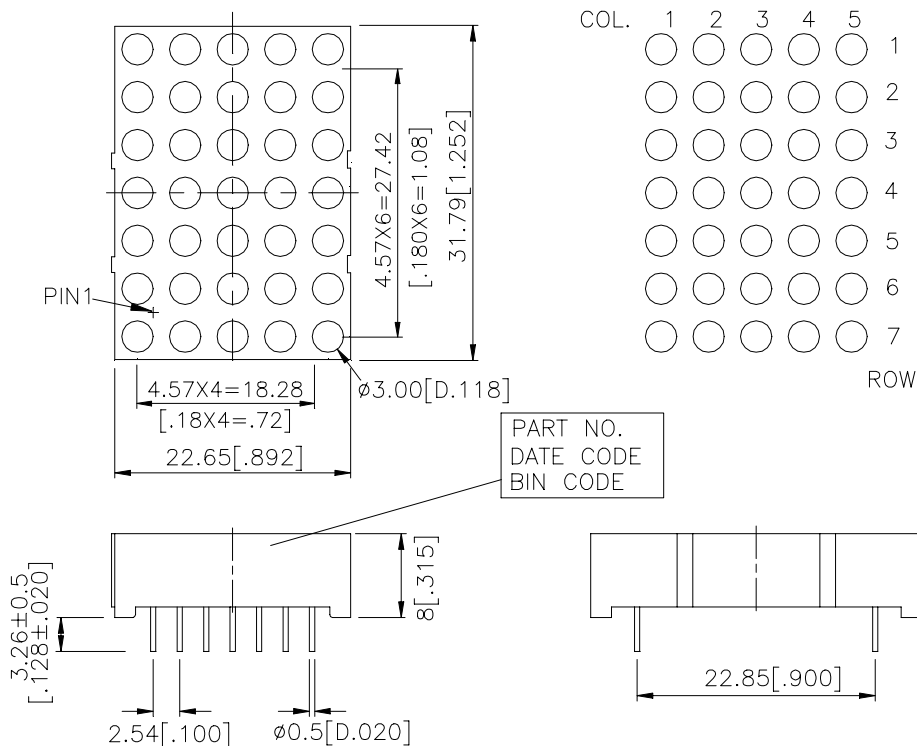 COL. 1 2 3 4 5
1
2
3
4
5
6
7
ROW
4.57X6=27.42
[.180X6=1.08]
31.79[1.252]
PIN1
4.57X4=18.28
[.18X4=.72]
ø3.00[D.118]
22.65[.892]
PART NO.
DATE CODE
BIN CODE
3.26±0.5
[.128±.020]
8[.315]
2.54[.100]
ø0.5[D.020]
22.85[.900]